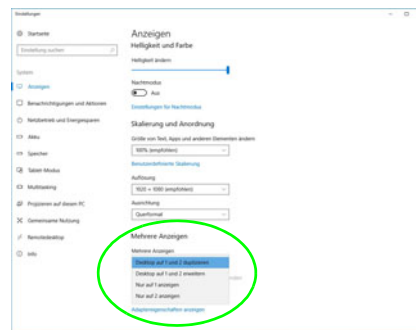 Einstellungen
Startseite
Einstellung suchen
System
Anzeigen
Benachrichtigungen und Aktionen
Netzbetrieb und Energiesparen
Akku
Speicher
Tablet-Modus
Multitasking
Projizieren auf diesen PC
Gemeinsame Nutzung
Remotedesktop
Info
Anzeigen
Helligkeit und Farbe
Helligkeit ändern
Nachtmodus
Aus
Einstellungen für Nachtmodus
Skalierung und Anordnung
Größe von Text, Apps und anderen Elementen ändern
100% (empfohlen)
Benutzerdefinierte Skalierung
Auflösung
1920 × 1080 (empfohlen)
Ausrichtung
Querformat
Mehrere Anzeigen
Mehrere Anzeigen
Desktop auf 1 und 2 duplizieren
Desktop auf 1 und 2 erweitern
Nur auf 1 anzeigen
Nur auf 2 anzeigen
Adaptereigenschaften anzeigen